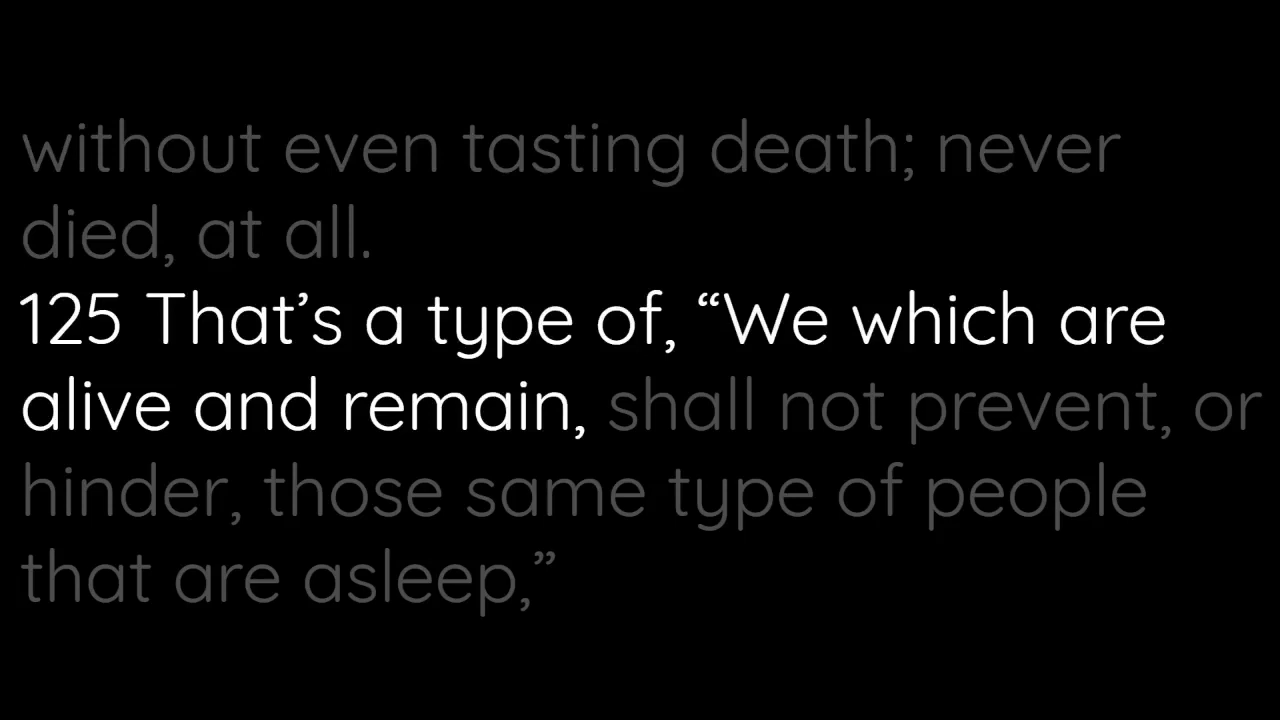 without even tasting death; never
died, at all.
125 That’s a type of, “We which are
alive and remain, shall not prevent, or
hinder, those same type of people
that are asleep,”